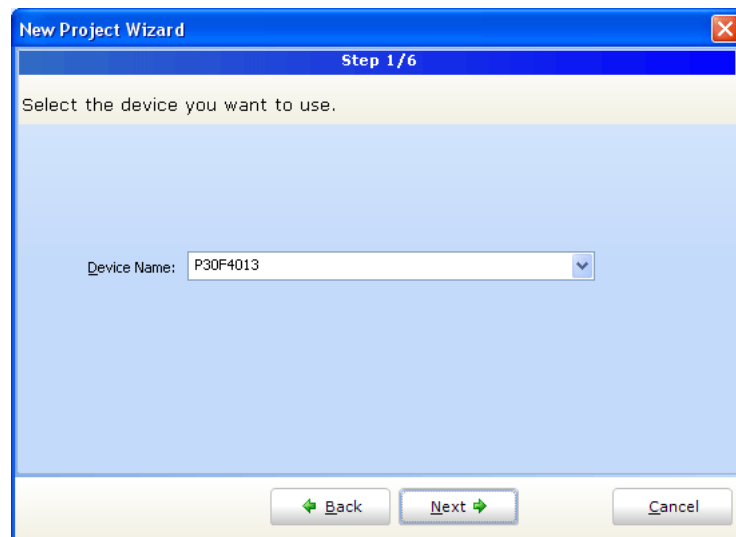 New Project Wizard
Step 1/6
Select the device you want to use.
Device Name: P30F4013
Back Next Cancel